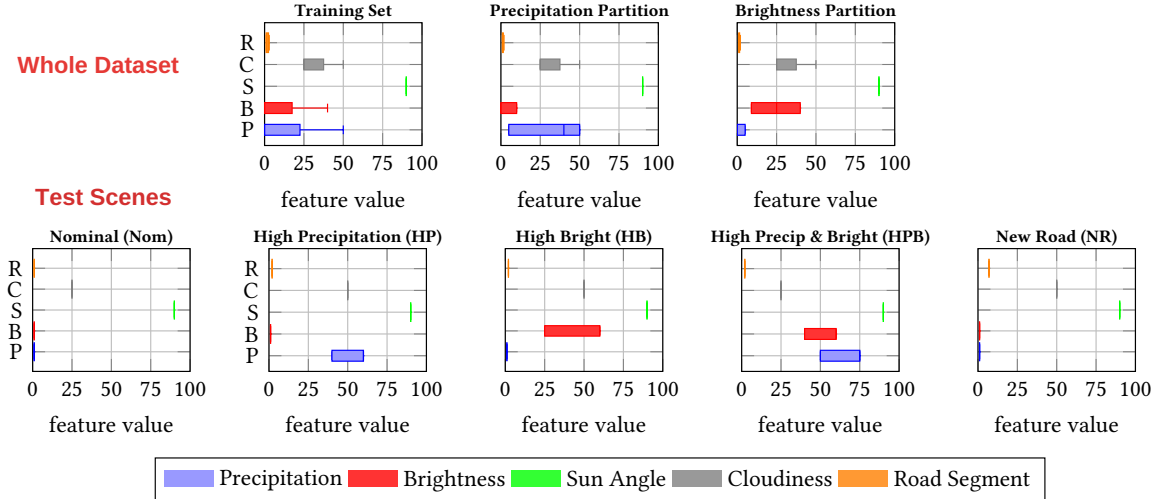 Training Set
Precipitation Partition
Brightness Partition
Whole Dataset
R
C
S
B
P
0 25 50 75 100
0 25 50 75 100
0 25 50 75 100
feature value
feature value
feature value
Test Scenes
Nominal (Nom)
High Precipitation (HP)
High Bright (HB)
High Precip & Bright (HPB)
New Road (NR)
R
C
S
B
P
R
C
S
B
P
0 25 50 75 100
0 25 50 75 100
0 25 50 75 100
0 25 50 75 100
0 25 50 75 100
feature value
feature value
feature value
feature value
feature value
Precipitation Brightness Sun Angle Cloudiness Road Segment